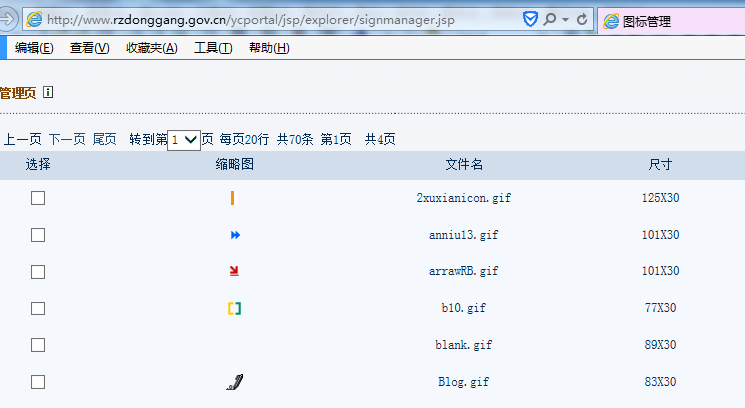 http://www.rzdonggang.gov.cn/ycportal/jsp/explorer/signmanager.jsp
图标管理
编辑(E) 查看(V) 收藏夹(A) 工具(T) 帮助(H)
管理页
上一页 下一页 尾页 转到第 1 页 每页20行 共70条 第1页 共4页
选择 缩略图 文件名 尺寸
2xuxianicon.gif 125X30
anniu13.gif 101X30
arrawRB.gif 101X30
b10.gif 77X30
blank.gif 89X30
Blog.gif 83X30